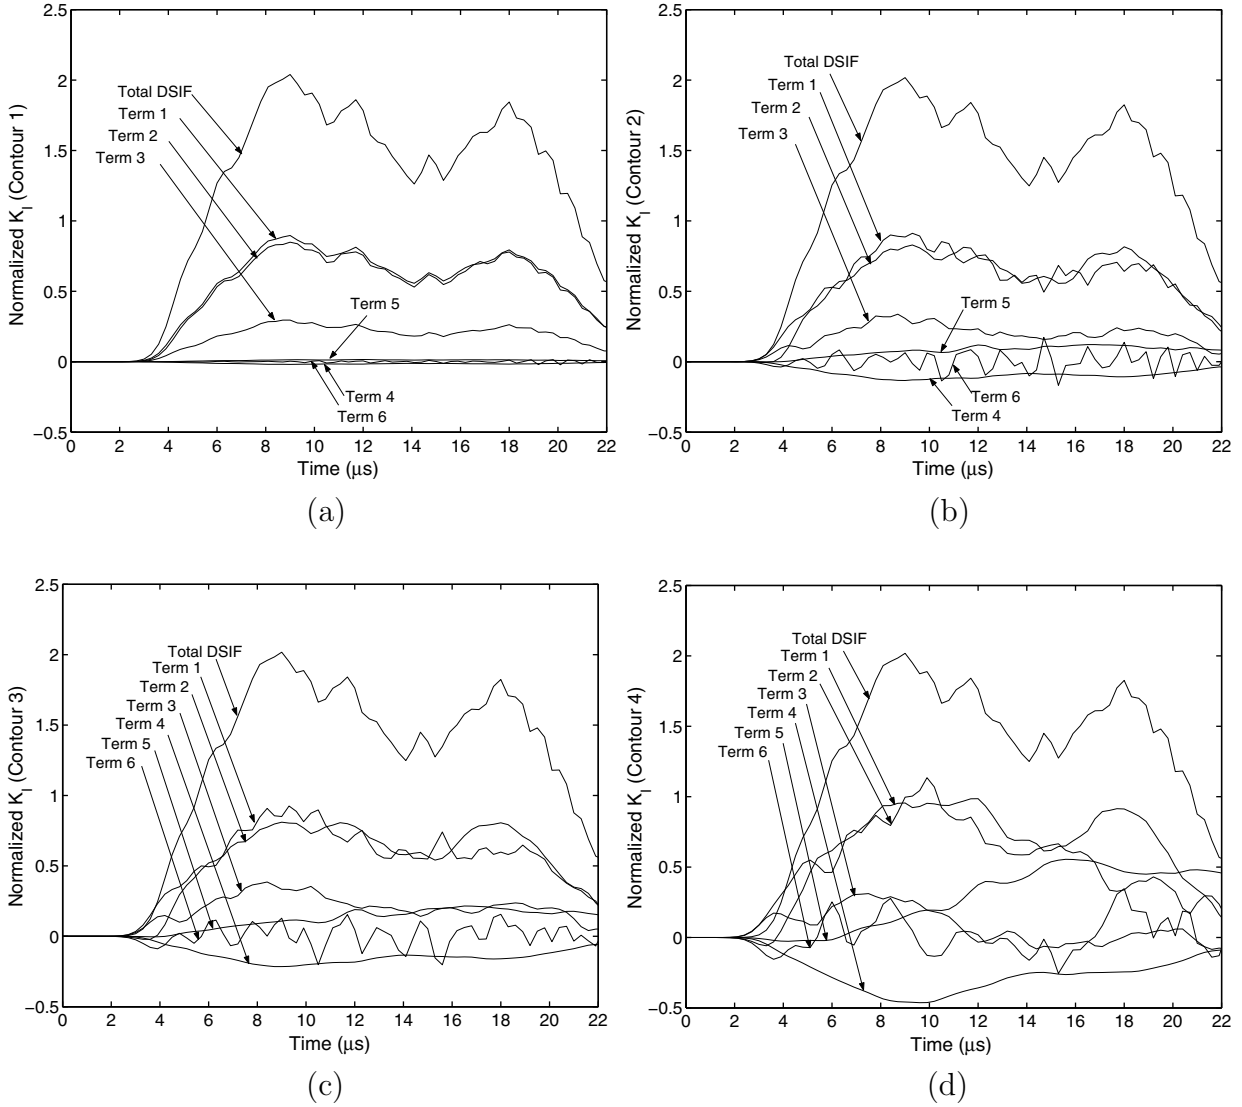 2.5
2
1.5
1
0.5
0
−0.5
Normalized K_I (Contour 1)
Total DSIF
Term 1
Term 2
Term 3
Term 5
Term 4
Term 6
0 2 4 6 8 10 12 14 16 18 20 22
Time (μs)
(a)
2.5
2
1.5
1
0.5
0
−0.5
Normalized K_I (Contour 2)
Total DSIF
Term 1
Term 2
Term 3
Term 5
Term 6
Term 4
0 2 4 6 8 10 12 14 16 18 20 22
Time (μs)
(b)
2.5
2
1.5
1
0.5
0
−0.5
Normalized K_I (Contour 3)
Total DSIF
Term 1
Term 2
Term 3
Term 4
Term 5
Term 6
0 2 4 6 8 10 12 14 16 18 20 22
Time (μs)
(c)
2.5
2
1.5
1
0.5
0
−0.5
Normalized K_I (Contour 4)
Total DSIF
Term 1
Term 2
Term 3
Term 4
Term 5
Term 6
0 2 4 6 8 10 12 14 16 18 20 22
Time (μs)
(d)